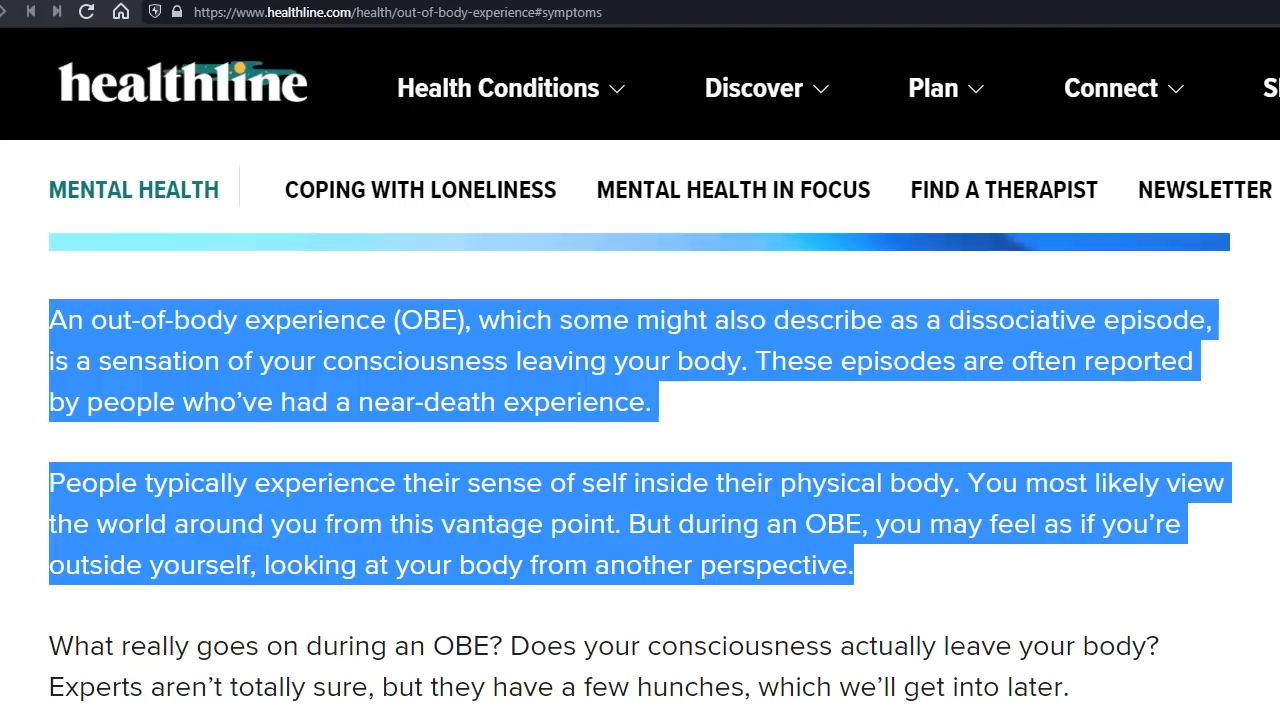 https://www.healthline.com/health/out-of-body-experience#symptoms
healthline
Health Conditions
Discover
Plan
Connect
MENTAL HEALTH
COPING WITH LONELINESS
MENTAL HEALTH IN FOCUS
FIND A THERAPIST
NEWSLETTER
An out-of-body experience (OBE), which some might also describe as a dissociative episode,
is a sensation of your consciousness leaving your body. These episodes are often reported
by people who’ve had a near-death experience.
People typically experience their sense of self inside their physical body. You most likely view
the world around you from this vantage point. But during an OBE, you may feel as if you’re
outside yourself, looking at your body from another perspective.
What really goes on during an OBE? Does your consciousness actually leave your body?
Experts aren’t totally sure, but they have a few hunches, which we’ll get into later.